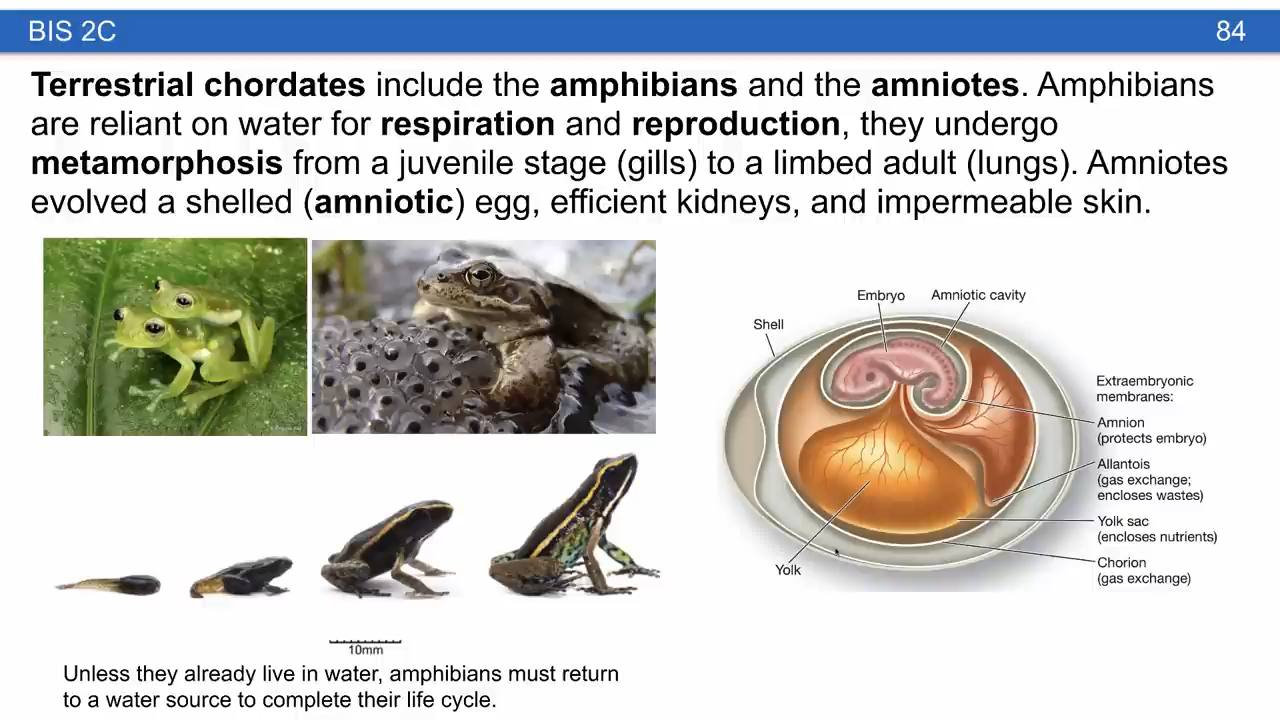 BIS 2C
84
Terrestrial chordates include the amphibians and the amniotes. Amphibians
are reliant on water for respiration and reproduction, they undergo
metamorphosis from a juvenile stage (gills) to a limbed adult (lungs). Amniotes
evolved a shelled (amniotic) egg, efficient kidneys, and impermeable skin.
Embryo
Amniotic cavity
Shell
Extraembryonic
membranes:
Amnion
(protects embryo)
Allantois
(gas exchange;
encloses wastes)
Yolk sac
(encloses nutrients)
Chorion
(gas exchange)
Yolk
10mm
Unless they already live in water, amphibians must return
to a water source to complete their life cycle.